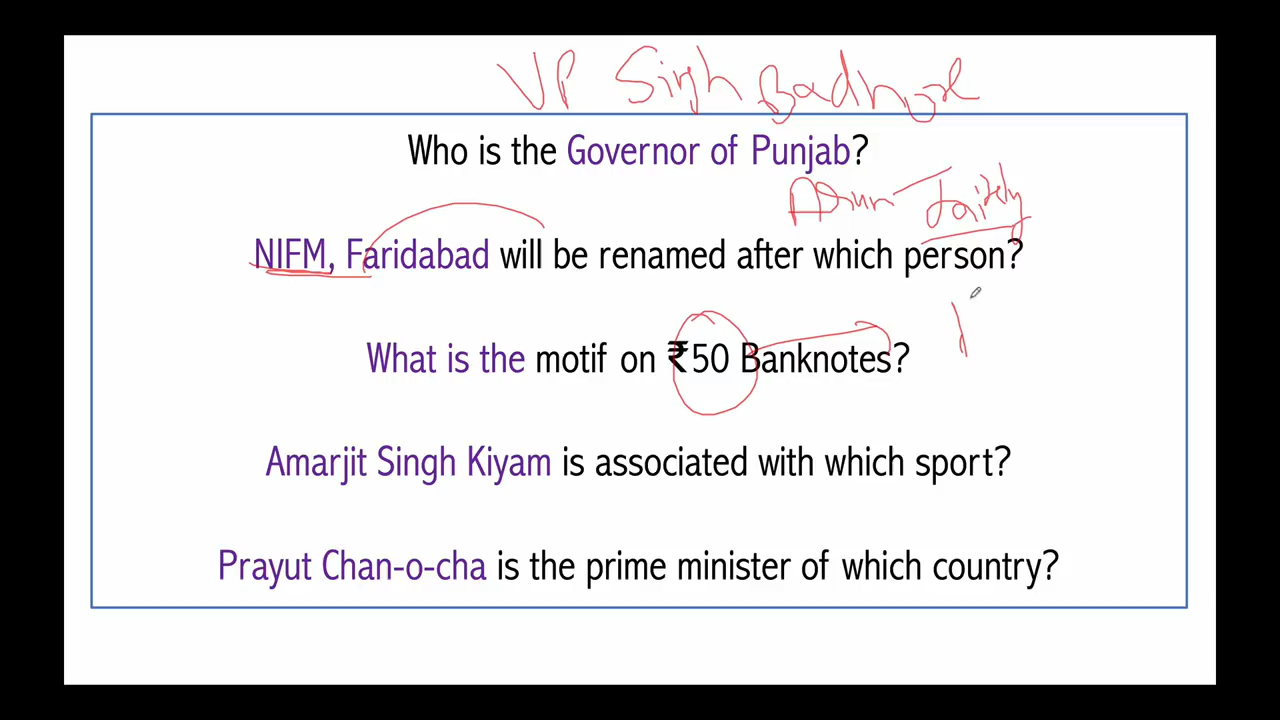 VP Singh Badnore
Who is the Governor of Punjab?
Arun Jaitely
NIFM, Faridabad will be renamed after which person?
What is the motif on ₹50 Banknotes?
Amarjit Singh Kiyam is associated with which sport?
Prayut Chan-o-cha is the prime minister of which country?